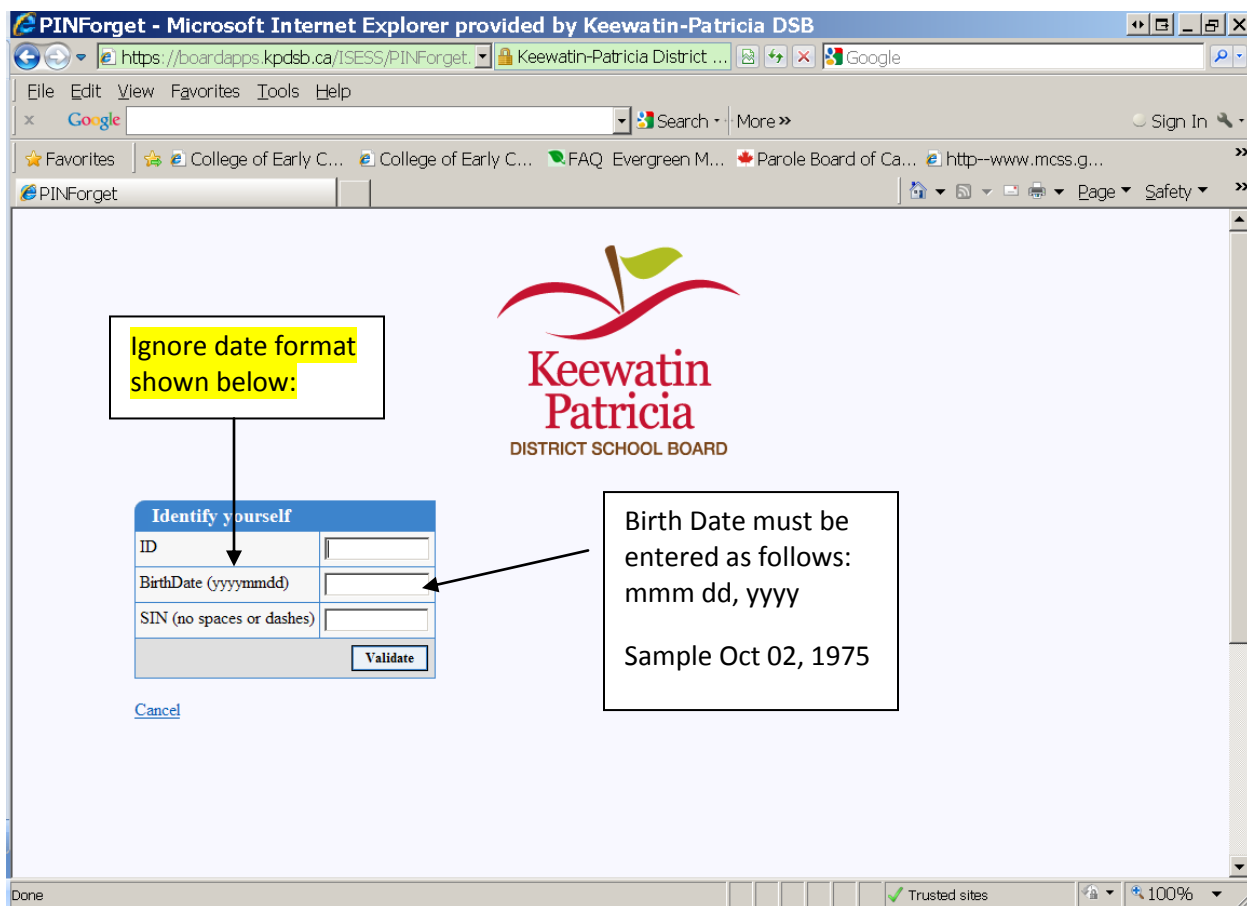 PINForget - Microsoft Internet Explorer provided by Keewatin-Patricia DSB
https://boardapps.kpdsb.ca/ISESS/PINForget. Keewatin-Patricia District ... Google
File Edit View Favorites Tools Help
x Google Search More » Sign In
Favorites College of Early C... College of Early C... FAQ Evergreen M... Parole Board of Ca... http--www.mcss.g... »
PINForget Page Safety »
Ignore date format
shown below:
Keewatin
Patricia
DISTRICT SCHOOL BOARD
Identify yourself
ID
BirthDate (yyyymmdd)
SIN (no spaces or dashes)
Validate
Cancel
Birth Date must be
entered as follows:
mmm dd, yyyy
Sample Oct 02, 1975
Done Trusted sites 100%